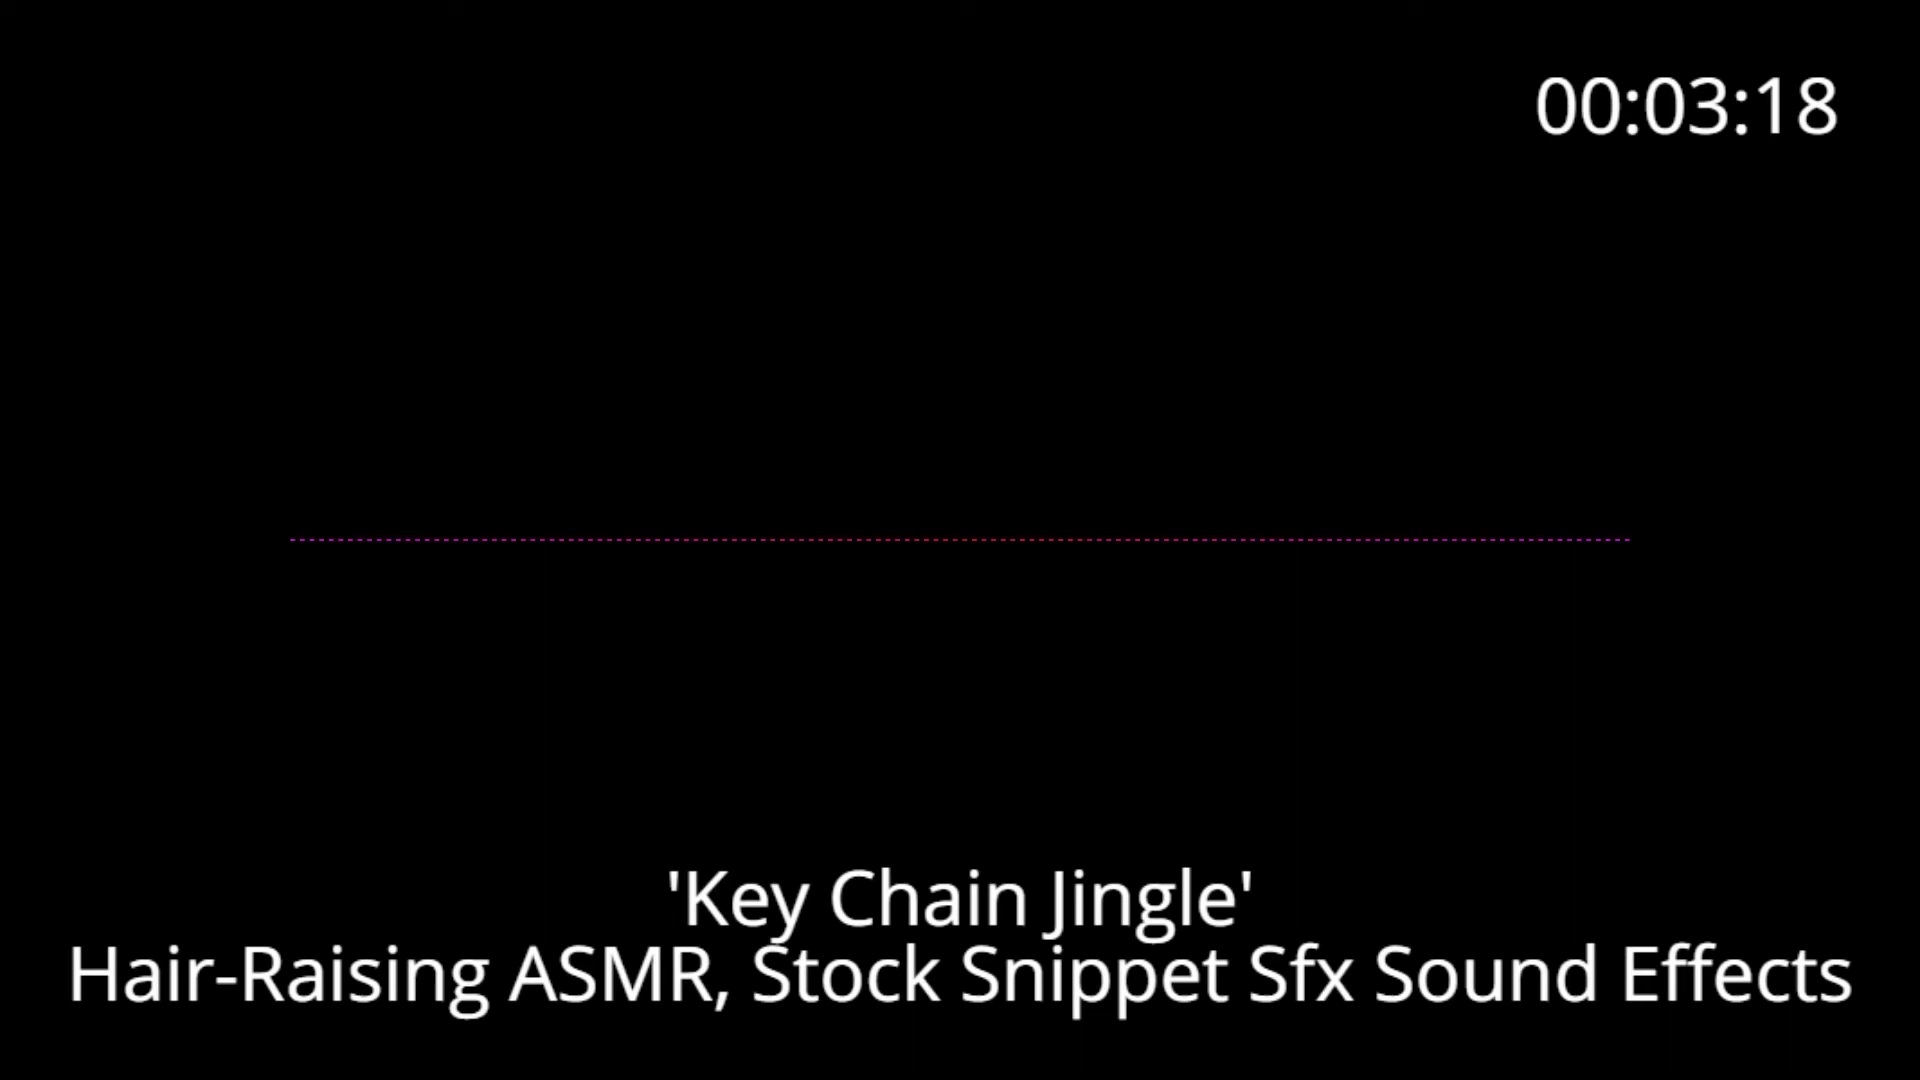 00:03:18
'Key Chain Jingle'
Hair-Raising ASMR, Stock Snippet Sfx Sound Effects